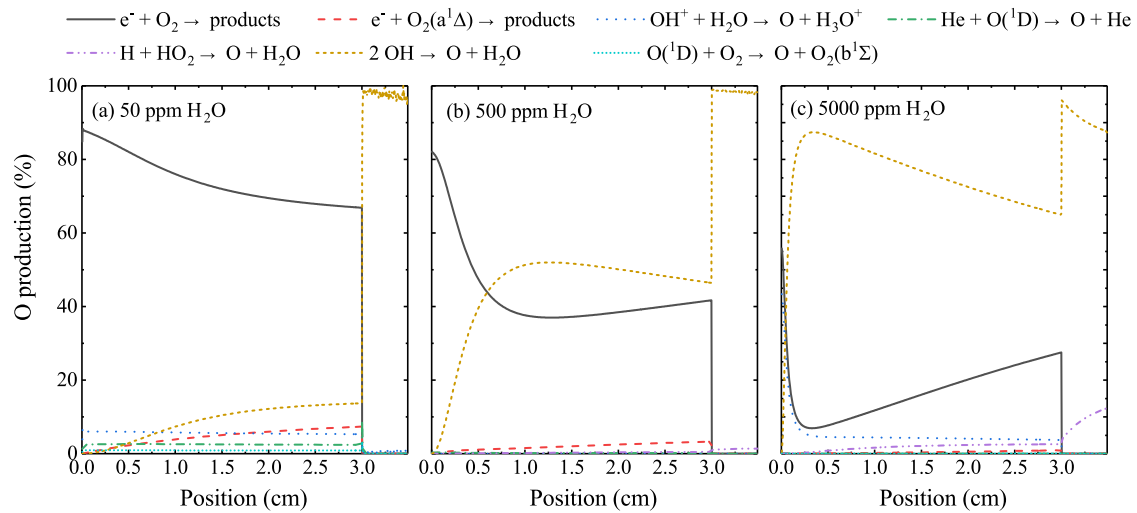 e⁻ + O₂ → products e⁻ + O₂(a¹Δ) → products OH⁺ + H₂O → O + H₃O⁺ He + O(¹D) → O + He
H + HO₂ → O + H₂O 2 OH → O + H₂O O(¹D) + O₂ → O + O₂(b¹Σ)
(a) 50 ppm H₂O (b) 500 ppm H₂O (c) 5000 ppm H₂O
100
80
60
40
20
0
O production (%)
0.0 0.5 1.0 1.5 2.0 2.5 3.0 0.0 0.5 1.0 1.5 2.0 2.5 3.0 0.0 0.5 1.0 1.5 2.0 2.5 3.0
Position (cm) Position (cm) Position (cm)